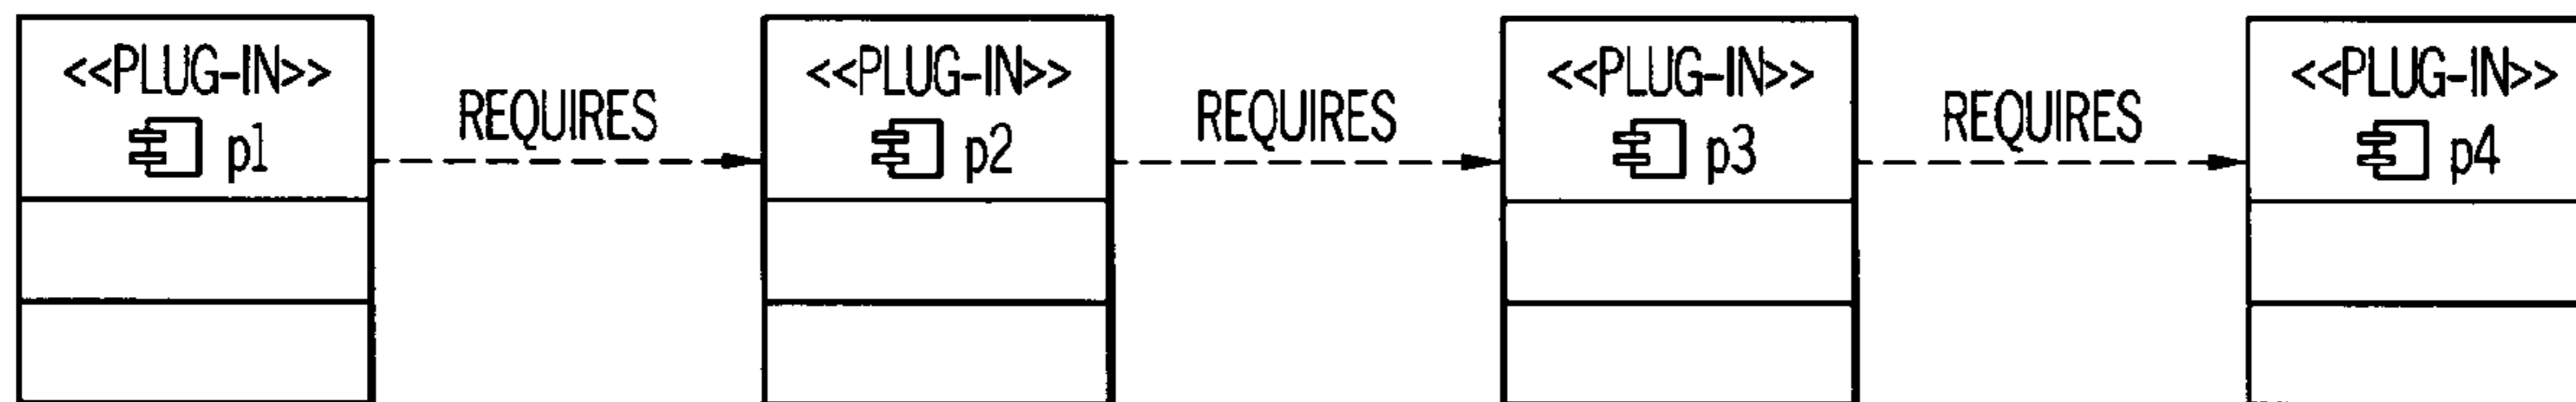 <<PLUG-IN>>
p1
REQUIRES
<<PLUG-IN>>
p2
REQUIRES
<<PLUG-IN>>
p3
REQUIRES
<<PLUG-IN>>
p4